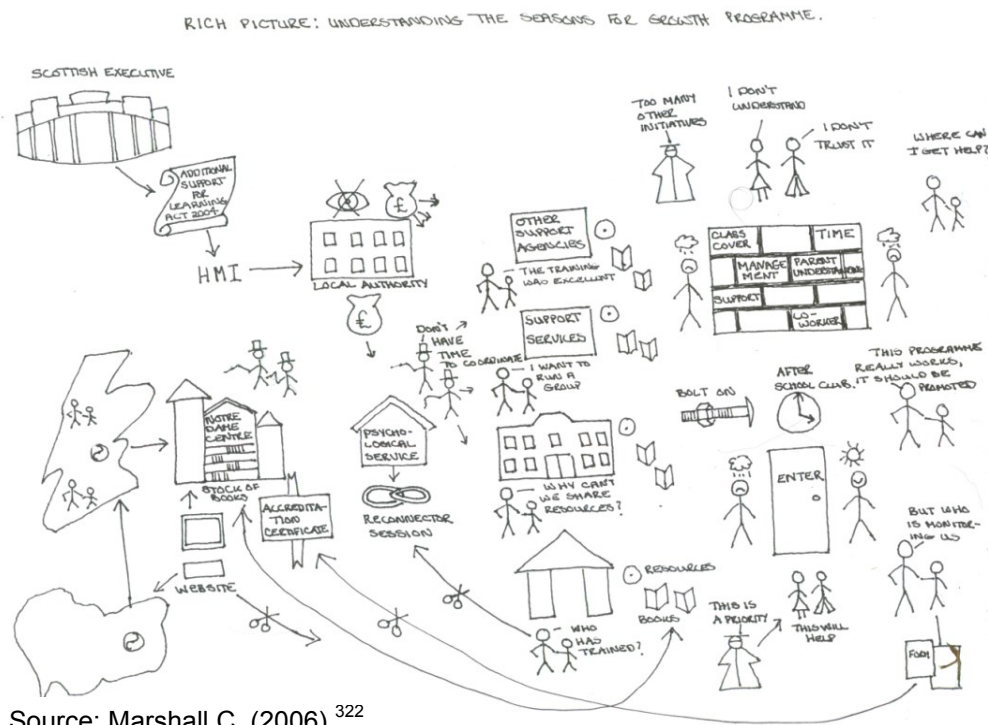 RICH PICTURE: UNDERSTANDING THE SEASONS FOR GROWTH PROGRAMME.
SCOTTISH EXECUTIVE
ADDITIONAL
SUPPORT
FOR
LEARNING
ACT 2004
HMI
£
LOCAL AUTHORITY
£
TOO MANY
OTHER
INITIATIVES
I DON'T
UNDERSTAND
I DON'T
TRUST IT
WHERE CAN
I GET HELP?
OTHER
SUPPORT
AGENCIES
THE TRAINING
WAS EXCELLENT
CLASS
COVER
TIME
MANAGE
MENT
PARENT
UNDERSTANDING
SUPPORT
CO-
WORKER
SUPPORT
SERVICES
DON'T
HAVE
TIME
TO COORDINATE
I WANT TO
RUN A
GROUP
NOTRE
DAME
CENTRE
STOCK OF
BOOKS
PSYCHO-
LOGICAL
SERVICE
RECONNECTOR
SESSION
ACCREDITA-
TION
CERTIFICATE
WEBSITE
WHY CAN'T
WE SHARE
RESOURCES?
BOLT ON
AFTER
SCHOOL CLUB.
THIS PROGRAMME
REALLY WORKS,
IT SHOULD BE
PROMOTED
ENTER
BUT WHO
IS MONITOR-
ING US
RESOURCES
BOOKS
WHO
HAS
TRAINED?
THIS IS
A PRIORITY
THIS WILL
HELP
FORM
Source: Marshall C. (2006) 322